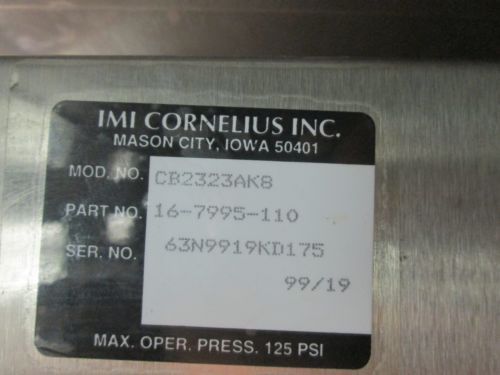 IMI CORNELIUS INC.
MASON CITY, IOWA 50401
MOD. NO. CB2323AK8
PART NO. 16-7995-110
SER. NO. 63N9919KD175
99/19
MAX. OPER. PRESS. 125 PSI